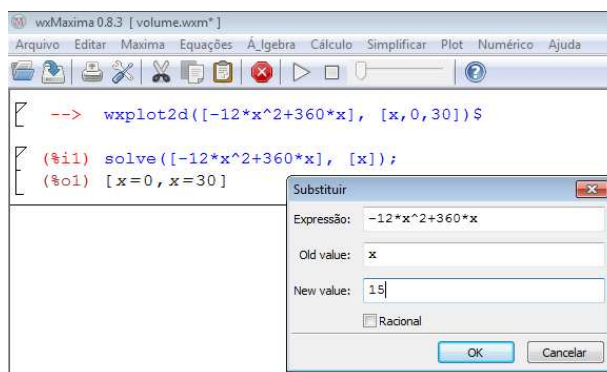 wxMaxima 0.8.3 [ volume.wxm* ]
Arquivo Editar Maxima Equações Á_lgebra Cálculo Simplificar Plot Numérico Ajuda
--> wxplot2d([-12*x^2+360*x], [x,0,30])$
(%i1) solve([-12*x^2+360*x], [x]);
(%o1) [x=0,x=30]
Substituir
Expressão: -12*x^2+360*x
Old value: x
New value: 15
Racional
OK Cancelar